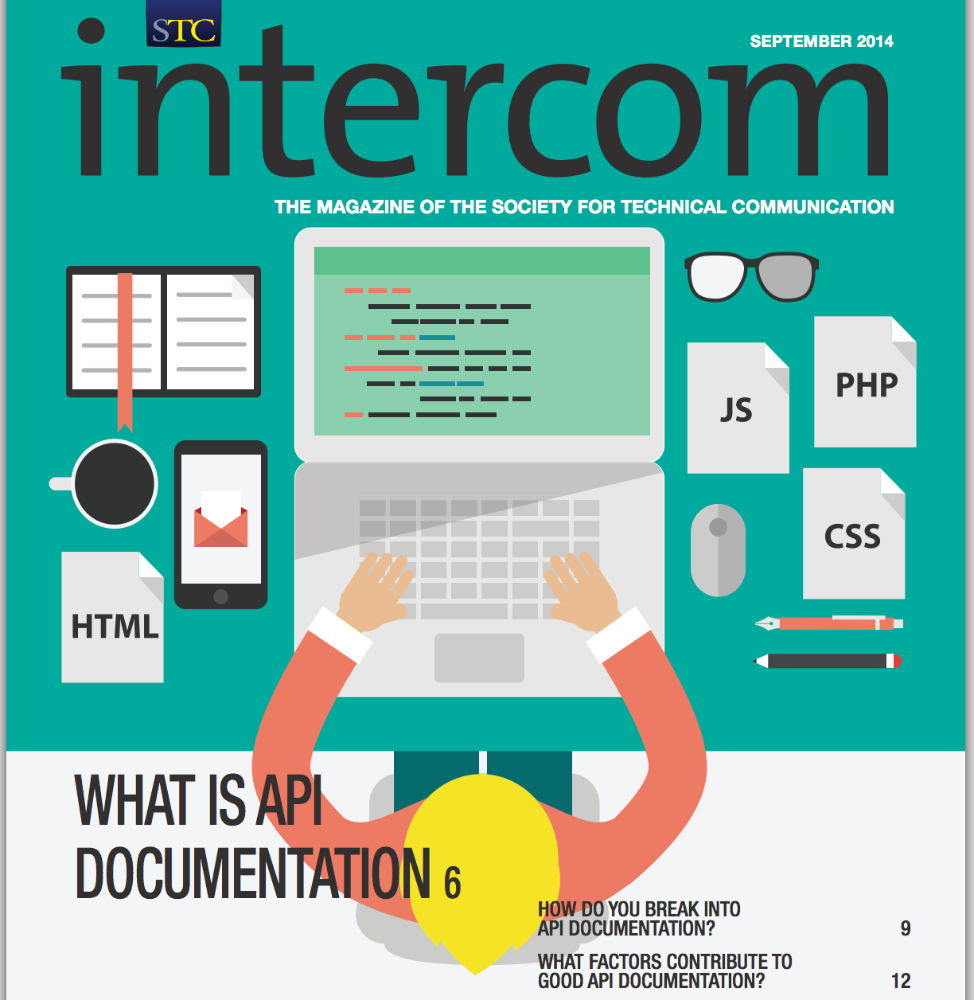 STC
SEPTEMBER 2014
intercom
THE MAGAZINE OF THE SOCIETY FOR TECHNICAL COMMUNICATION
JS
PHP
CSS
HTML
WHAT IS API
DOCUMENTATION 6
HOW DO YOU BREAK INTO
API DOCUMENTATION? 9
WHAT FACTORS CONTRIBUTE TO
GOOD API DOCUMENTATION? 12